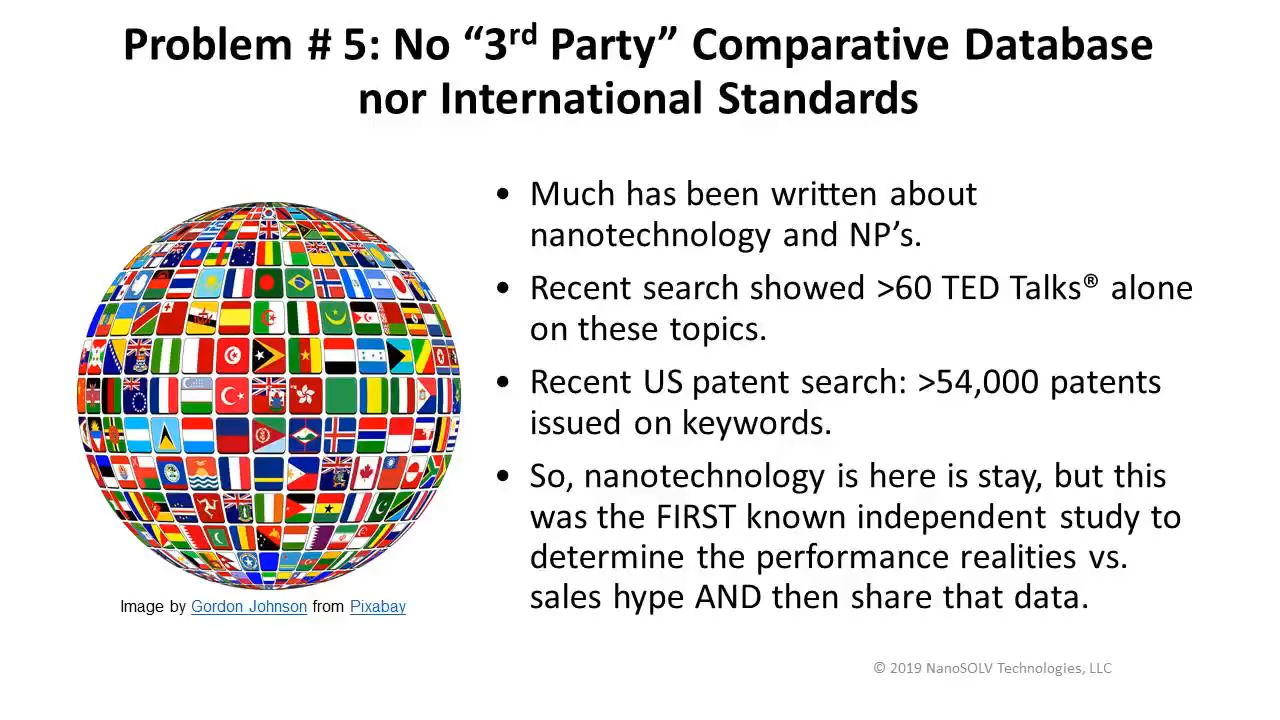 Problem # 5: No “3rd Party” Comparative Database
nor International Standards
• Much has been written about
nanotechnology and NP’s.
• Recent search showed >60 TED Talks® alone
on these topics.
• Recent US patent search: >54,000 patents
issued on keywords.
• So, nanotechnology is here is stay, but this
was the FIRST known independent study to
determine the performance realities vs.
sales hype AND then share that data.
Image by Gordon Johnson from Pixabay
© 2019 NanoSOLV Technologies, LLC